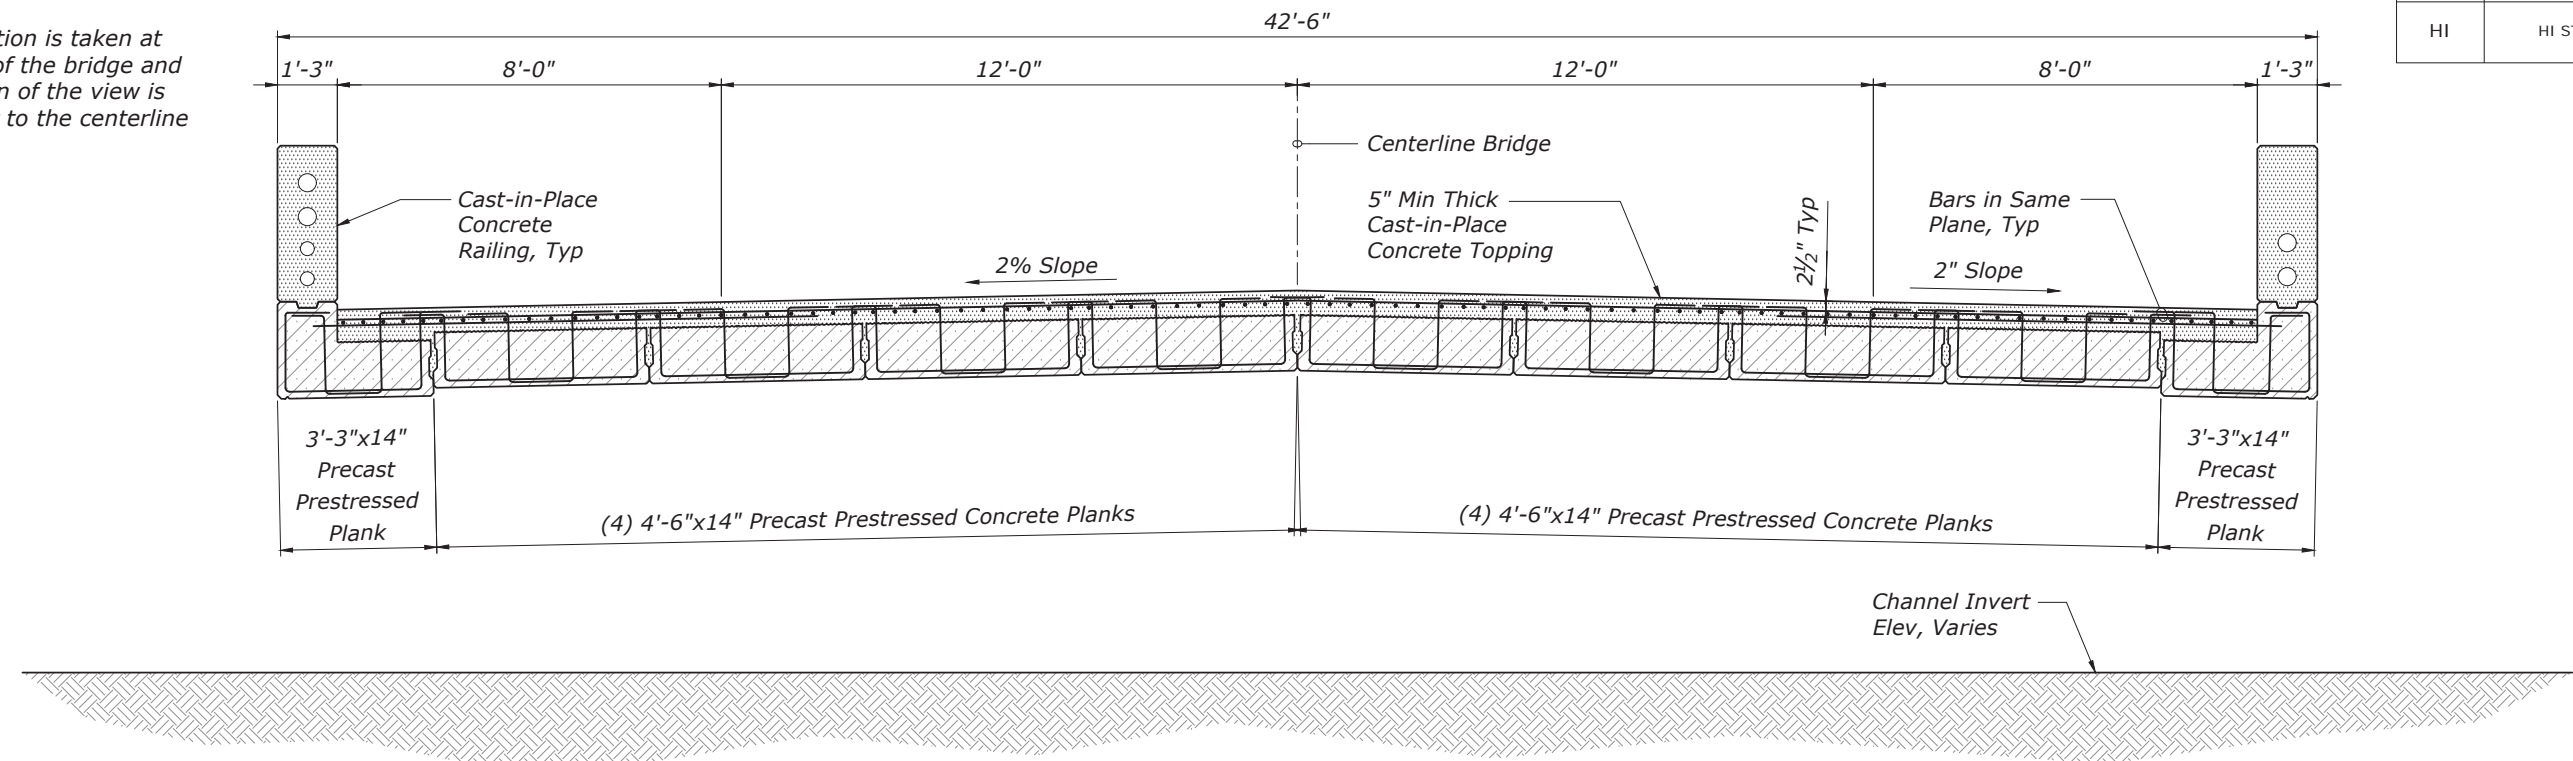 42'-6"
HI
HI ST
tion is taken at
of the bridge and
n of the view is
to the centerline
1'-3"
8'-0"
12'-0"
12'-0"
8'-0"
1'-3"
Centerline Bridge
Cast-in-Place
Concrete
Railing, Typ
5" Min Thick
Cast-in-Place
Concrete Topping
2½" Typ
Bars in Same
Plane, Typ
2% Slope
2" Slope
3'-3"x14"
Precast
Prestressed
Plank
(4) 4'-6"x14" Precast Prestressed Concrete Planks
(4) 4'-6"x14" Precast Prestressed Concrete Planks
3'-3"x14"
Precast
Prestressed
Plank
Channel Invert
Elev, Varies